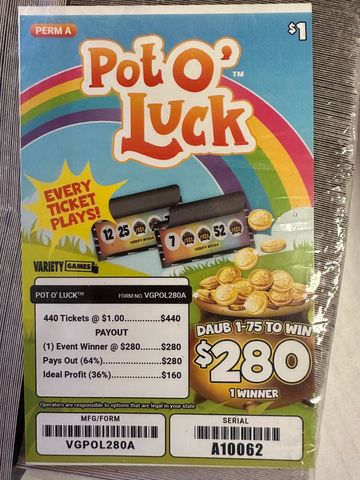 PERM A
$1
Pot O'™
Luck
EVERY
TICKET
PLAYS!
12 25
7 52
VARIETY GAMES
POT O' LUCK™ FORM NO. VGPOL280A
440 Tickets @ $1.00..........$440
PAYOUT
(1) Event Winner @ $280......$280
Pays Out (64%)...................$280
Ideal Profit (36%)................$160
DAUB 1-75 TO WIN
$280
1 WINNER
Operators are responsible to options that are legal in your state
MFG/FORM
VGPOL280A
SERIAL
A10062